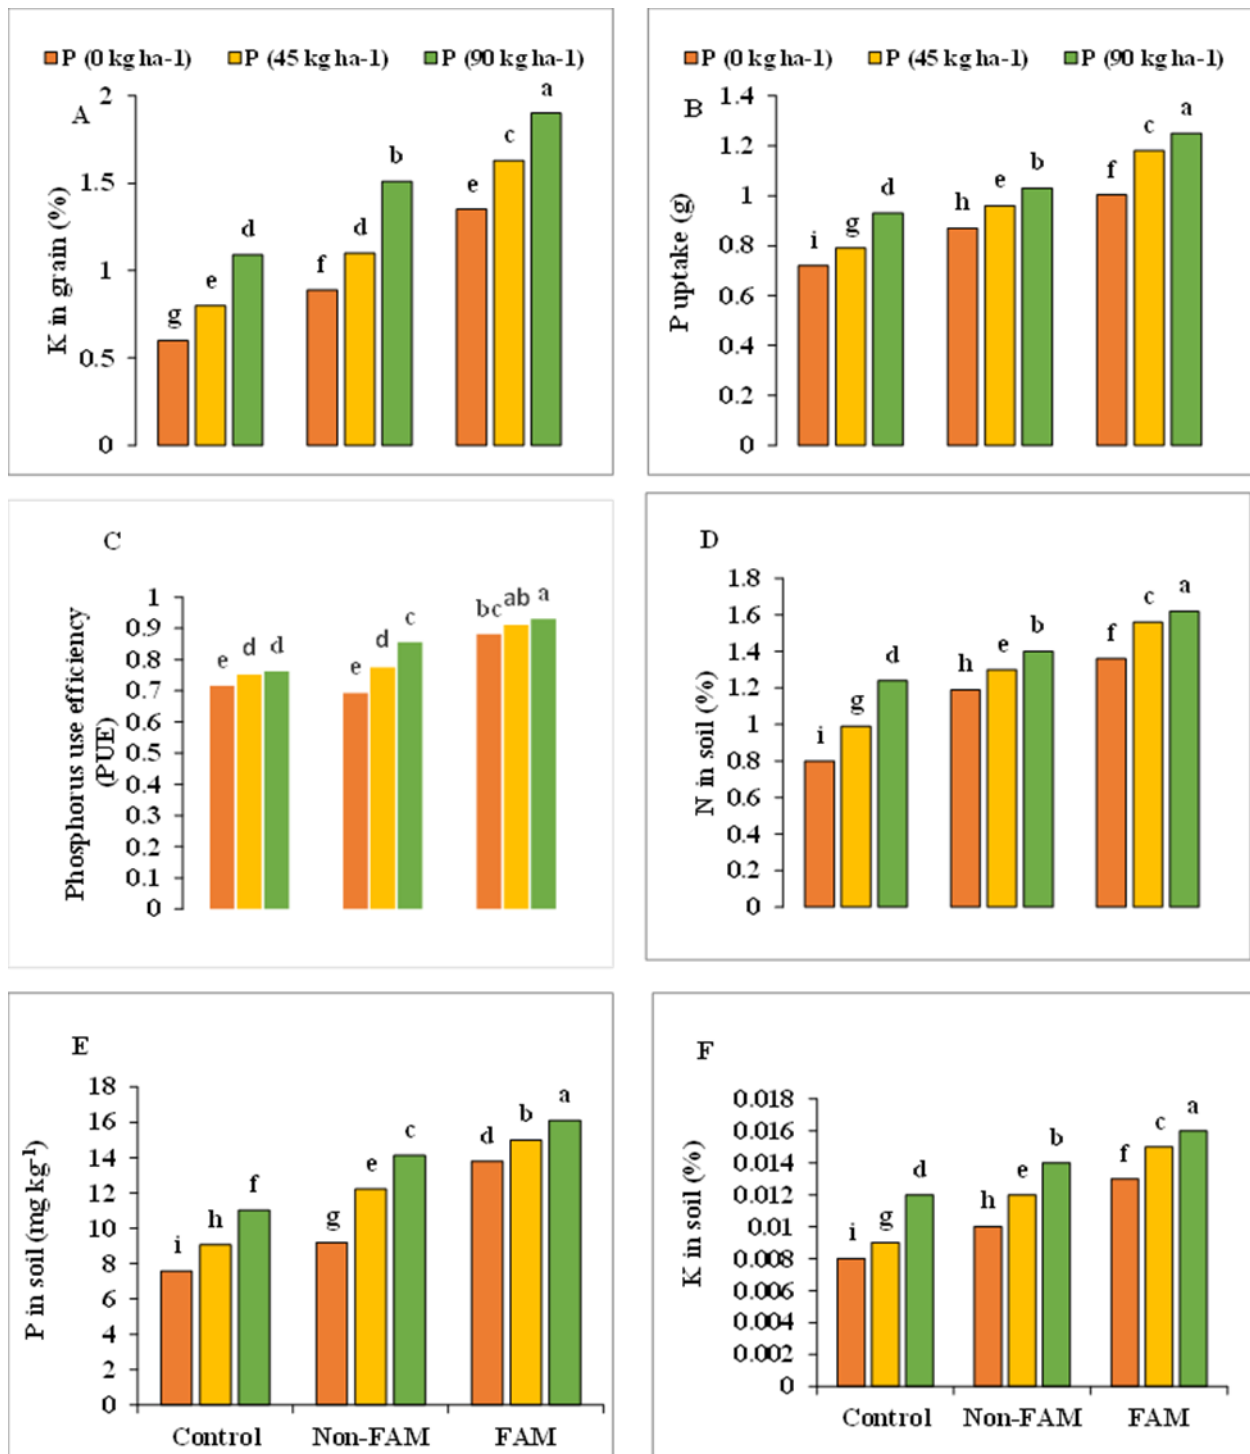 P (0 kg ha-1) P (45 kg ha-1) P (90 kg ha-1)
A
K in grain (%)
2
1.5
1
0.5
0
g e d f d b e c a
P (0 kg ha-1) P (45 kg ha-1) P (90 kg ha-1)
B
P uptake (g)
1.4
1.2
1
0.8
0.6
0.4
0.2
0
i g d h e b f c a
C
Phosphorus use efficiency
(PUE)
1
0.9
0.8
0.7
0.6
0.5
0.4
0.3
0.2
0.1
0
e d d e d c bc ab a
D
N in soil (%)
1.8
1.6
1.4
1.2
1
0.8
0.6
0.4
0.2
0
i g d h e b f c a
E
P in soil (mg kg-1)
18
16
14
12
10
8
6
4
2
0
i h f g e c d b a
Control Non-FAM FAM
F
K in soil (%)
0.018
0.016
0.014
0.012
0.01
0.008
0.006
0.004
0.002
0
i g d h e b f c a
Control Non-FAM FAM